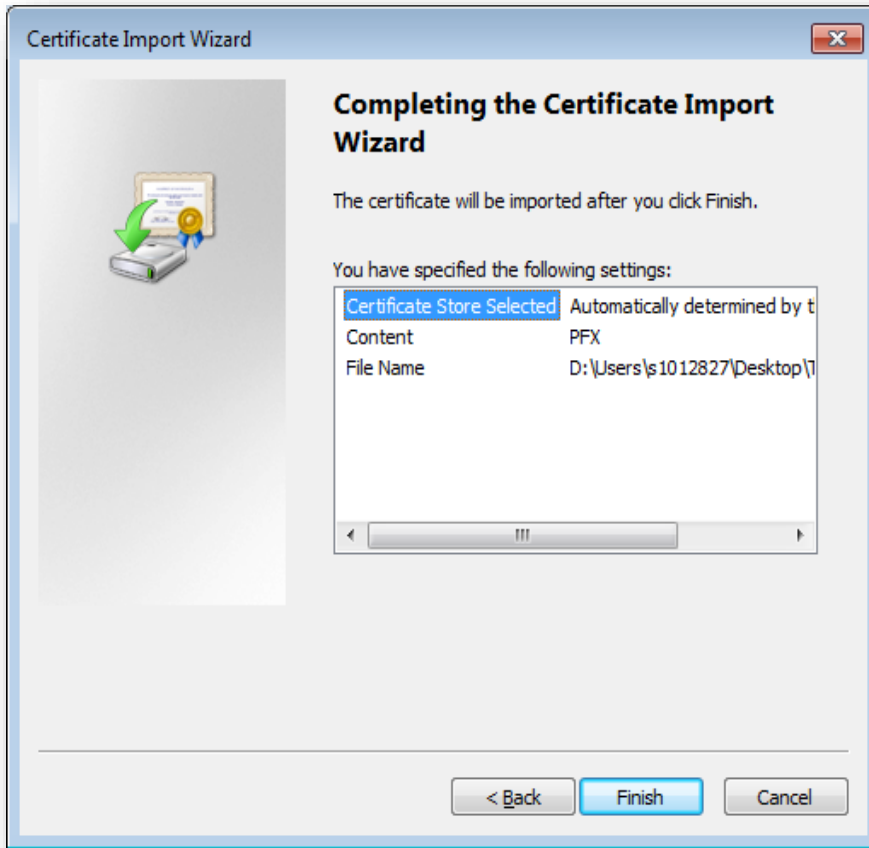 Certificate Import Wizard
Completing the Certificate Import
Wizard
The certificate will be imported after you click Finish.
You have specified the following settings:
Certificate Store Selected Automatically determined by t
Content PFX
File Name D:\Users\s1012827\Desktop\T
< Back Finish Cancel